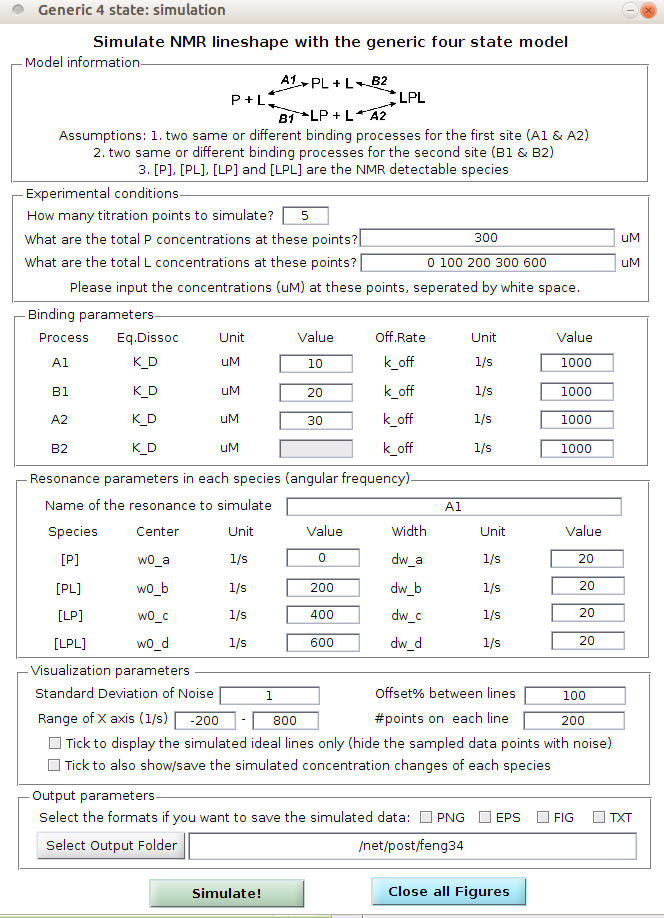 Generic 4 state: simulation
Simulate NMR lineshape with the generic four state model
Model information
A1 PL + L B2
P + L LPL
B1 LP + L A2
Assumptions: 1. two same or different binding processes for the first site (A1 & A2)
2. two same or different binding processes for the second site (B1 & B2)
3. [P], [PL], [LP] and [LPL] are the NMR detectable species
Experimental conditions
How many titration points to simulate? 5
What are the total P concentrations at these points? 300 uM
What are the total L concentrations at these points? 0 100 200 300 600 uM
Please input the concentrations (uM) at these points, seperated by white space.
Binding parameters
Process Eq.Dissoc Unit Value Off.Rate Unit Value
A1 K_D uM 10 k_off 1/s 1000
B1 K_D uM 20 k_off 1/s 1000
A2 K_D uM 30 k_off 1/s 1000
B2 K_D uM k_off 1/s 1000
Resonance parameters in each species (angular frequency)
Name of the resonance to simulate A1
Species Center Unit Value Width Unit Value
[P] w0_a 1/s 0 dw_a 1/s 20
[PL] w0_b 1/s 200 dw_b 1/s 20
[LP] w0_c 1/s 400 dw_c 1/s 20
[LPL] w0_d 1/s 600 dw_d 1/s 20
Visualization parameters
Standard Deviation of Noise 1 Offset% between lines 100
Range of X axis (1/s) -200 - 800 #points on each line 200
Tick to display the simulated ideal lines only (hide the sampled data points with noise)
Tick to also show/save the simulated concentration changes of each species
Output parameters
Select the formats if you want to save the simulated data: PNG EPS FIG TXT
Select Output Folder /net/post/feng34
Simulate! Close all Figures